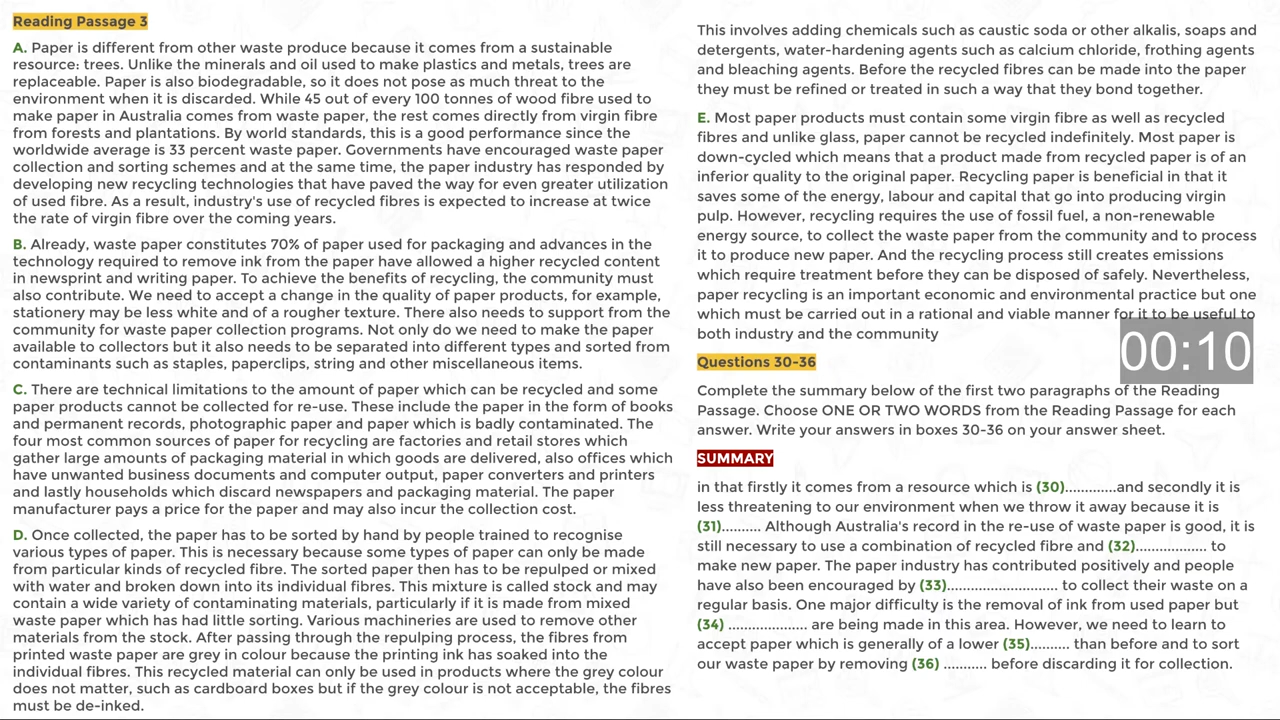 Reading Passage 3
A. Paper is different from other waste produce because it comes from a sustainable
resource: trees. Unlike the minerals and oil used to make plastics and metals, trees are
replaceable. Paper is also biodegradable, so it does not pose as much threat to the
environment when it is discarded. While 45 out of every 100 tonnes of wood fibre used to
make paper in Australia comes from waste paper, the rest comes directly from virgin fibre
from forests and plantations. By world standards, this is a good performance since the
worldwide average is 33 percent waste paper. Governments have encouraged waste paper
collection and sorting schemes and at the same time, the paper industry has responded by
developing new recycling technologies that have paved the way for even greater utilization
of used fibre. As a result, industry's use of recycled fibres is expected to increase at twice
the rate of virgin fibre over the coming years.
B. Already, waste paper constitutes 70% of paper used for packaging and advances in the
technology required to remove ink from the paper have allowed a higher recycled content
in newsprint and writing paper. To achieve the benefits of recycling, the community must
also contribute. We need to accept a change in the quality of paper products, for example,
stationery may be less white and of a rougher texture. There also needs to support from the
community for waste paper collection programs. Not only do we need to make the paper
available to collectors but it also needs to be separated into different types and sorted from
contaminants such as staples, paperclips, string and other miscellaneous items.
C. There are technical limitations to the amount of paper which can be recycled and some
paper products cannot be collected for re-use. These include the paper in the form of books
and permanent records, photographic paper and paper which is badly contaminated. The
four most common sources of paper for recycling are factories and retail stores which
gather large amounts of packaging material in which goods are delivered, also offices which
have unwanted business documents and computer output, paper converters and printers
and lastly households which discard newspapers and packaging material. The paper
manufacturer pays a price for the paper and may also incur the collection cost.
D. Once collected, the paper has to be sorted by hand by people trained to recognise
various types of paper. This is necessary because some types of paper can only be made
from particular kinds of recycled fibre. The sorted paper then has to be repulped or mixed
with water and broken down into its individual fibres. This mixture is called stock and may
contain a wide variety of contaminating materials, particularly if it is made from mixed
waste paper which has had little sorting. Various machineries are used to remove other
materials from the stock. After passing through the repulping process, the fibres from
printed waste paper are grey in colour because the printing ink has soaked into the
individual fibres. This recycled material can only be used in products where the grey colour
does not matter, such as cardboard boxes but if the grey colour is not acceptable, the fibres
must be de-inked.
This involves adding chemicals such as caustic soda or other alkalis, soaps and
detergents, water-hardening agents such as calcium chloride, frothing agents
and bleaching agents. Before the recycled fibres can be made into the paper
they must be refined or treated in such a way that they bond together.
E. Most paper products must contain some virgin fibre as well as recycled
fibres and unlike glass, paper cannot be recycled indefinitely. Most paper is
down-cycled which means that a product made from recycled paper is of an
inferior quality to the original paper. Recycling paper is beneficial in that it
saves some of the energy, labour and capital that go into producing virgin
pulp. However, recycling requires the use of fossil fuel, a non-renewable
energy source, to collect the waste paper from the community and to process
it to produce new paper. And the recycling process still creates emissions
which require treatment before they can be disposed of safely. Nevertheless,
paper recycling is an important economic and environmental practice but one
which must be carried out in a rational and viable manner for it to be useful to
both industry and the community
00:10
Questions 30-36
Complete the summary below of the first two paragraphs of the Reading
Passage. Choose ONE OR TWO WORDS from the Reading Passage for each
answer. Write your answers in boxes 30-36 on your answer sheet.
SUMMARY
in that firstly it comes from a resource which is (30).............and secondly it is
less threatening to our environment when we throw it away because it is
(31).......... Although Australia's record in the re-use of waste paper is good, it is
still necessary to use a combination of recycled fibre and (32).................. to
make new paper. The paper industry has contributed positively and people
have also been encouraged by (33)............................ to collect their waste on a
regular basis. One major difficulty is the removal of ink from used paper but
(34) .................... are being made in this area. However, we need to learn to
accept paper which is generally of a lower (35).......... than before and to sort
our waste paper by removing (36) ........... before discarding it for collection.